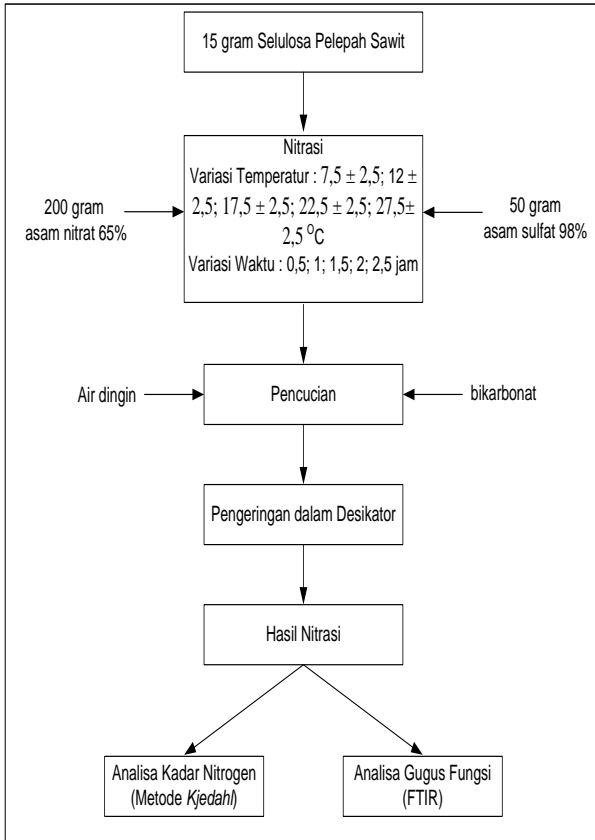 15 gram Selulosa Pelepah Sawit
Nitrasi
Variasi Temperatur : 7,5 ± 2,5; 12 ±
2,5; 17,5 ± 2,5; 22,5 ± 2,5; 27,5±
2,5 ⁰C
Variasi Waktu : 0,5; 1; 1,5; 2; 2,5 jam
200 gram
asam nitrat 65%
50 gram
asam sulfat 98%
Air dingin
Pencucian
bikarbonat
Pengeringan dalam Desikator
Hasil Nitrasi
Analisa Kadar Nitrogen
(Metode Kjedahl)
Analisa Gugus Fungsi
(FTIR)